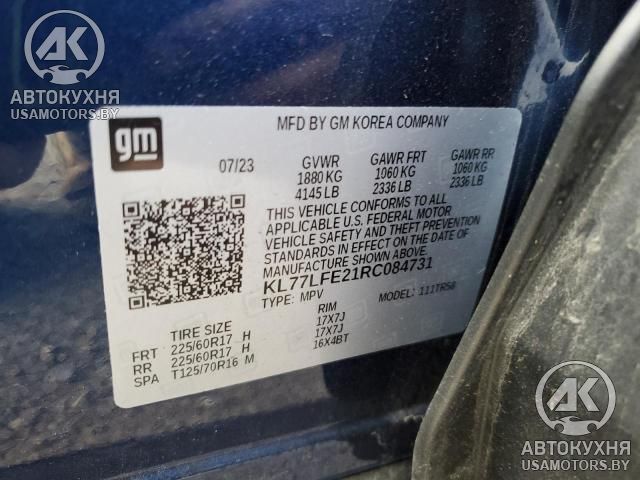 AK
АВТОКУХНЯ
USAMOTORS.BY
gm
MFD BY GM KOREA COMPANY
07/23 GVWR GAWR FRT GAWR RR
1880 KG 1060 KG 1060 KG
4145 LB 2336 LB 2336 LB
THIS VEHICLE CONFORMS TO ALL
APPLICABLE U.S. FEDERAL MOTOR
VEHICLE SAFETY AND THEFT PREVENTION
STANDARDS IN EFFECT ON THE DATE OF
MANUFACTURE SHOWN ABOVE.
KL77LFE21RC084731
TYPE: MPV MODEL: 111TR58
TIRE SIZE RIM
FRT 225/60R17 H 17X7J
RR 225/60R17 H 17X7J
SPA T125/70R16 M 16X4BT
AK
АВТОКУХНЯ
USAMOTORS.BY